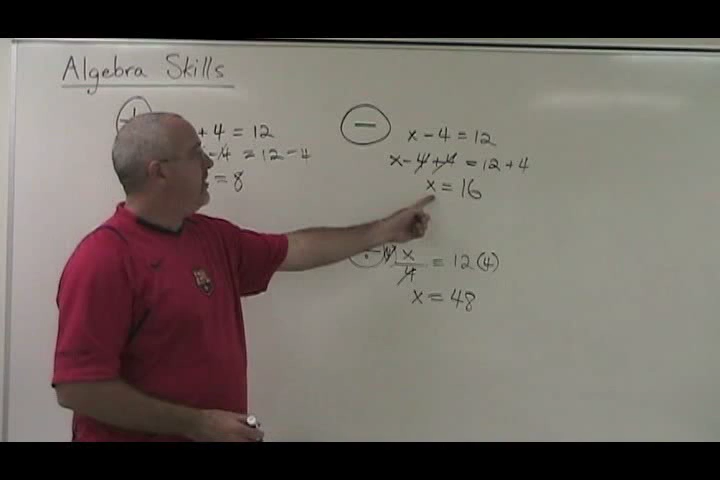 Algebra Skills
+
+ 4 = 12
- 4 = 12 - 4
= 8
−
x - 4 = 12
x - 4 + 4 = 12 + 4
x = 16
÷
(4) x/4 = 12 (4)
x = 48